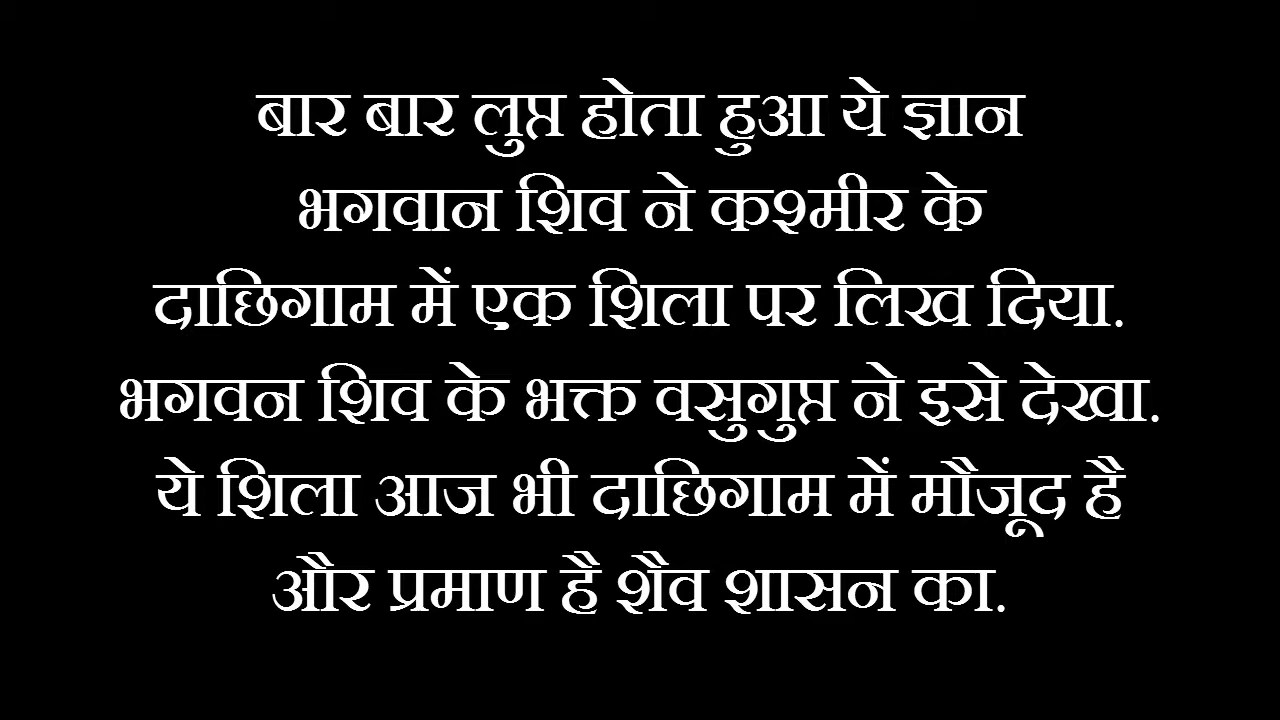 बार बार लुप्त होता हुआ ये ज्ञान
भगवान शिव ने कश्मीर के
दाछिगाम में एक शिला पर लिख दिया.
भगवन शिव के भक्त वसुगुप्त ने इसे देखा.
ये शिला आज भी दाछिगाम में मौजूद है
और प्रमाण है शैव शासन का.